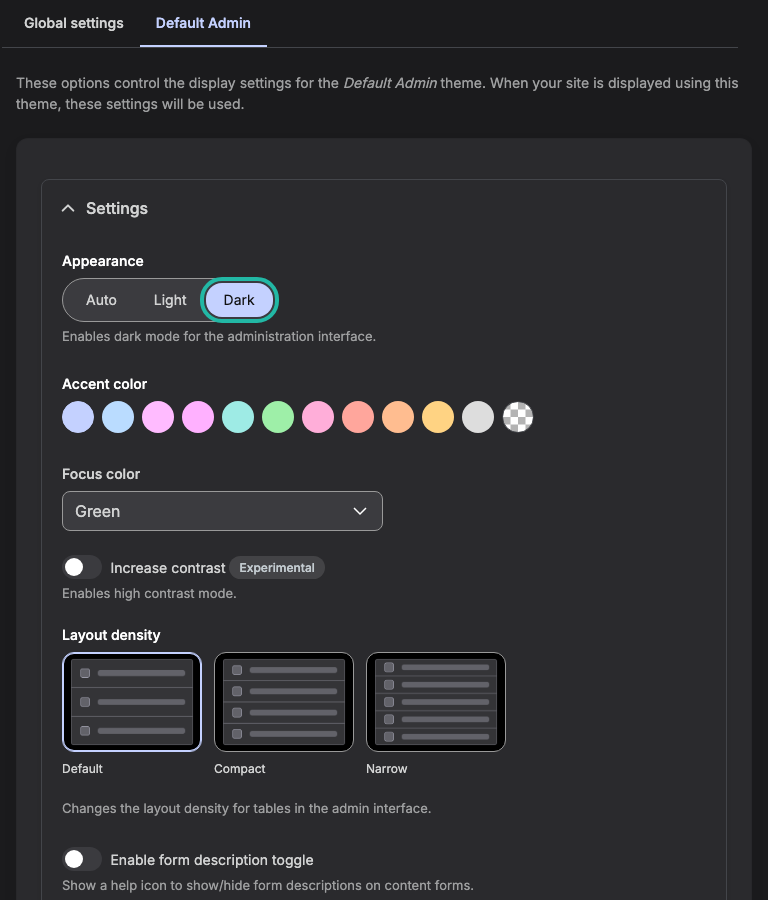 Global settings
Default Admin
These options control the display settings for the Default Admin theme. When your site is displayed using this
theme, these settings will be used.
Settings
Appearance
Auto
Light
Dark
Enables dark mode for the administration interface.
Accent color
Focus color
Green
Increase contrast
Experimental
Enables high contrast mode.
Layout density
Default
Compact
Narrow
Changes the layout density for tables in the admin interface.
Enable form description toggle
Show a help icon to show/hide form descriptions on content forms.